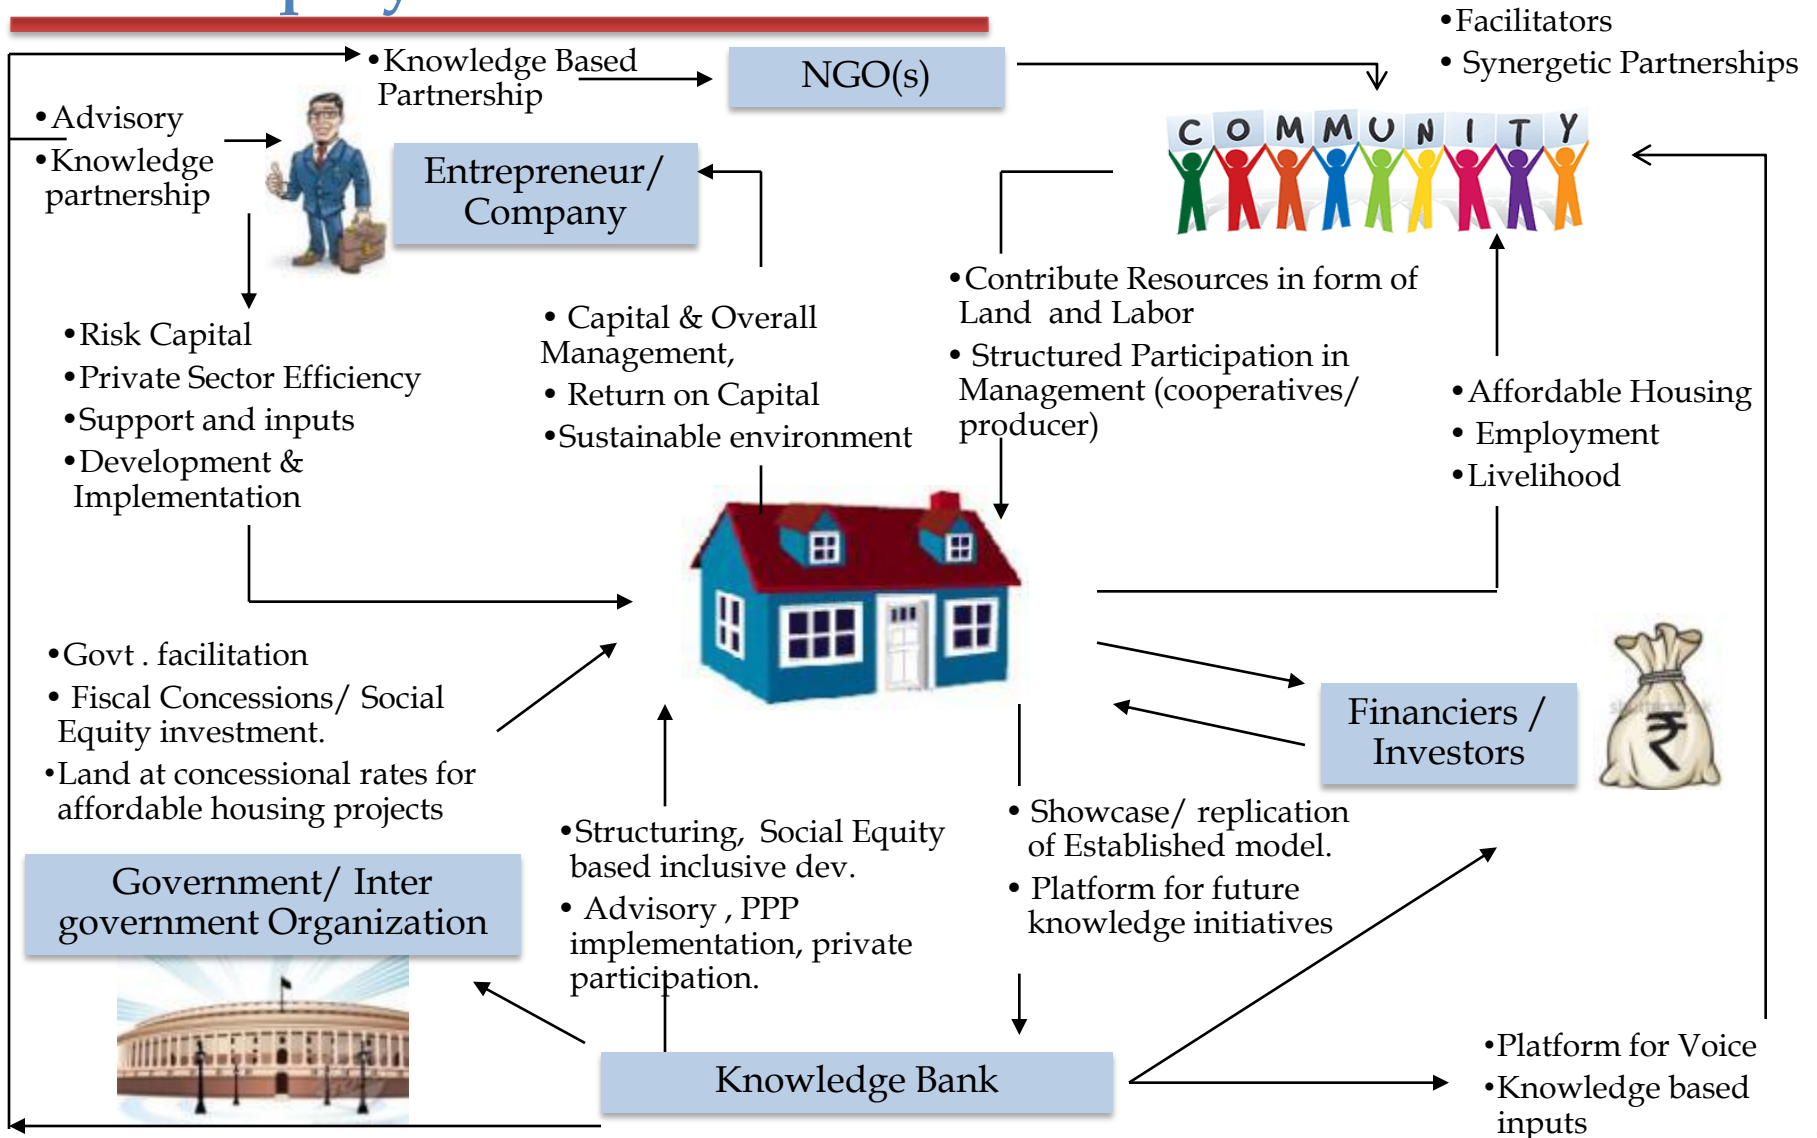 •Facilitators
• Synergetic Partnerships
•Knowledge Based
Partnership
NGO(s)
•Advisory
•Knowledge
partnership
Entrepreneur/
Company
COMMUNITY
•Risk Capital
•Private Sector Efficiency
•Support and inputs
•Development &
Implementation
• Capital & Overall
Management,
• Return on Capital
•Sustainable environment
•Contribute Resources in form of
Land and Labor
• Structured Participation in
Management (cooperatives/
producer)
•Affordable Housing
• Employment
•Livelihood
•Govt . facilitation
• Fiscal Concessions/ Social
Equity investment.
•Land at concessional rates for
affordable housing projects
Financiers /
Investors
₹
Government/ Inter
government Organization
•Structuring, Social Equity
based inclusive dev.
• Advisory , PPP
implementation, private
participation.
• Showcase/ replication
of Established model.
• Platform for future
knowledge initiatives
Knowledge Bank
•Platform for Voice
•Knowledge based
inputs